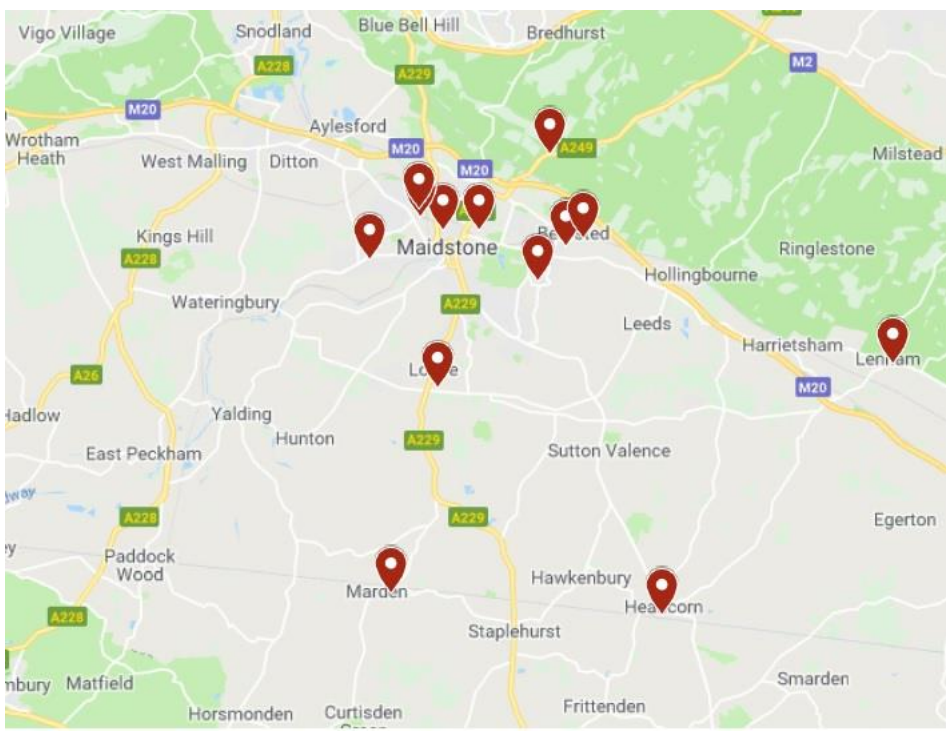 Vigo Village
Snodland
Blue Bell Hill
Bredhurst
A228
A229
M2
M20
Aylesford
Wrotham
Heath
West Malling
Ditton
M20
M20
A249
Milstead
Kings Hill
Maidstone
Ringlestone
A228
Hollingbourne
Wateringbury
A229
Leeds
Harrietsham
Lenham
A26
M20
Hadlow
Yalding
Hunton
A229
East Peckham
Sutton Valence
A228
A229
Egerton
Paddock
Wood
Hawkenbury
Marden
A228
Staplehurst
Matfield
Smarden
Horsmonden
Curtisden
Frittenden